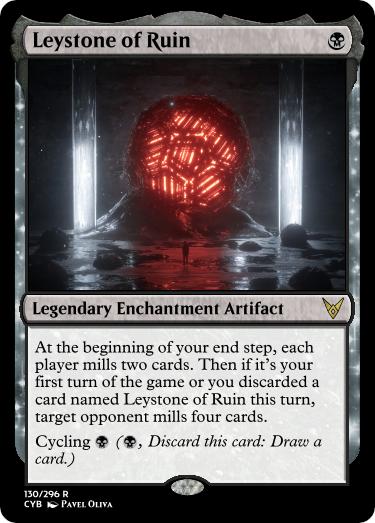 Leystone of Ruin
At the beginning of your end step, each
player mills two cards. Then if it's your
first turn of the game or you discarded a
card named Leystone of Ruin this turn,
target opponent mills four cards.
Legendary Enchantment Artifact
Cycling (, Discard this card: Draw a
card.)
130/296 R
CYB Pavel Oliva